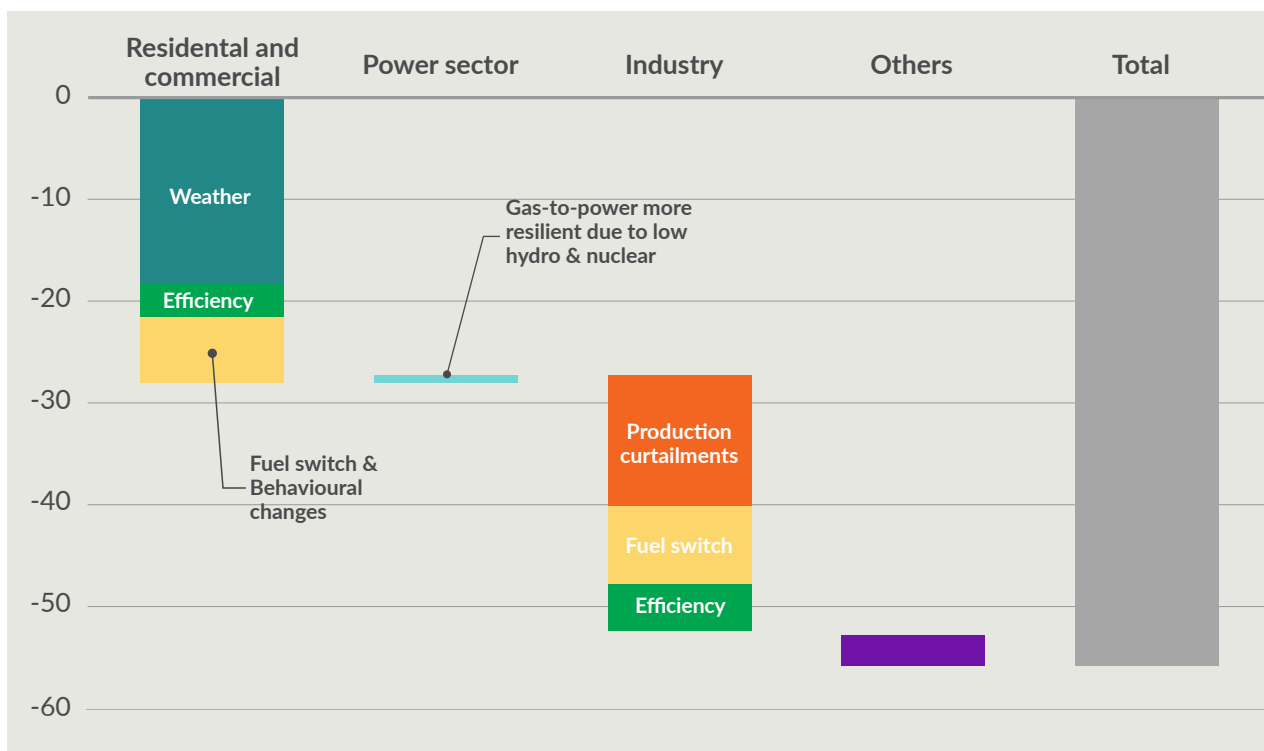 Residental and
commercial
Power sector
Industry
Others
Total
0
-10
-20
-30
-40
-50
-60
Weather
Efficiency
Fuel switch &
Behavioural
changes
Gas-to-power more
resilient due to low
hydro & nuclear
Production
curtailments
Fuel switch
Efficiency